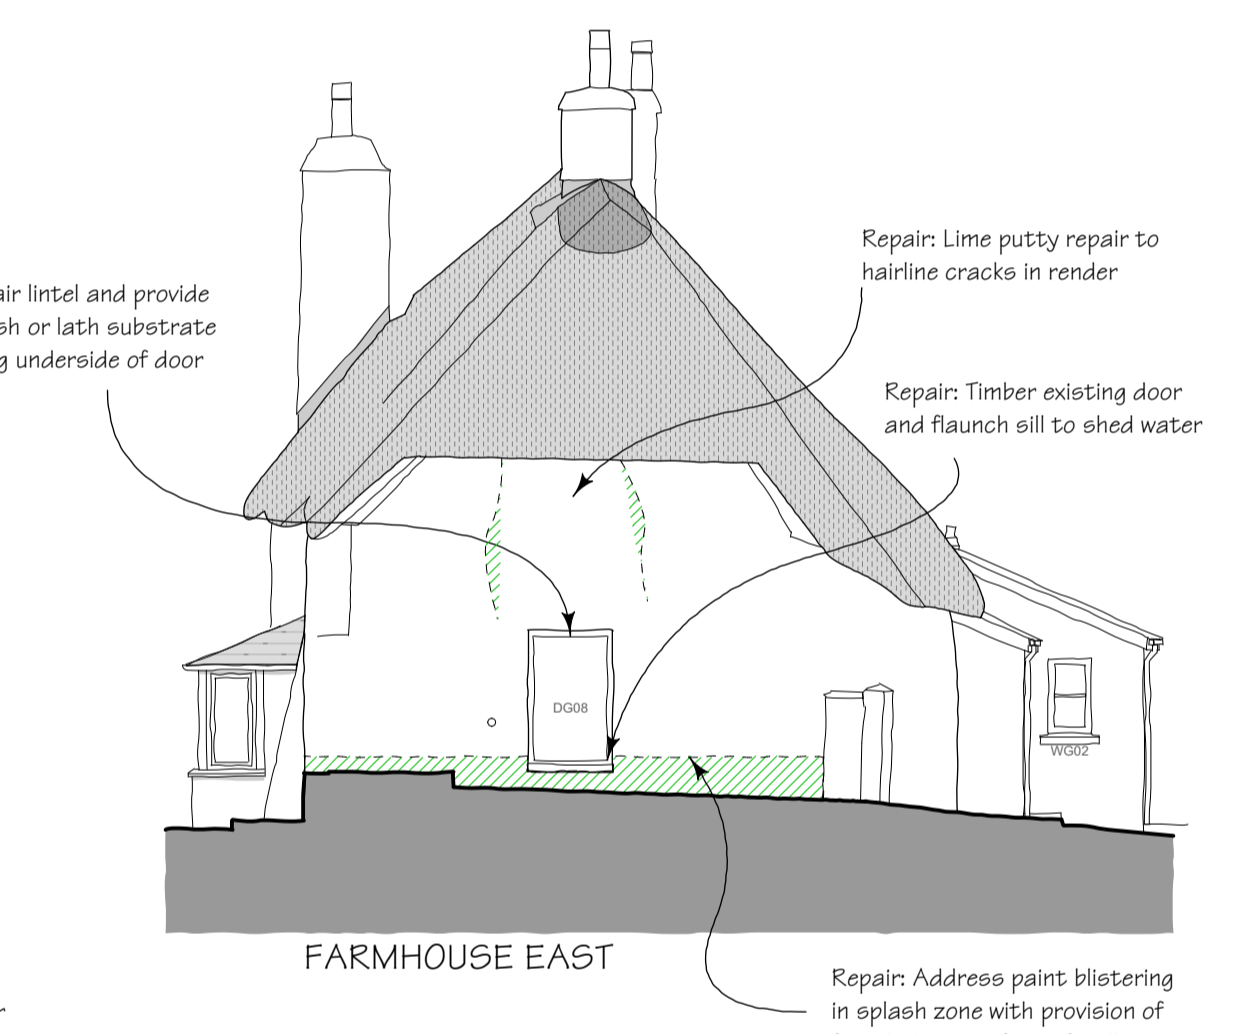 Repair: Lime putty repair to
hairline cracks in render
lintel and provide
or lath substrate
underside of door
Repair: Timber existing door
and flaunch sill to shed water
DG08
WG02
FARMHOUSE EAST
Repair: Address paint blistering
in splash zone with provision of